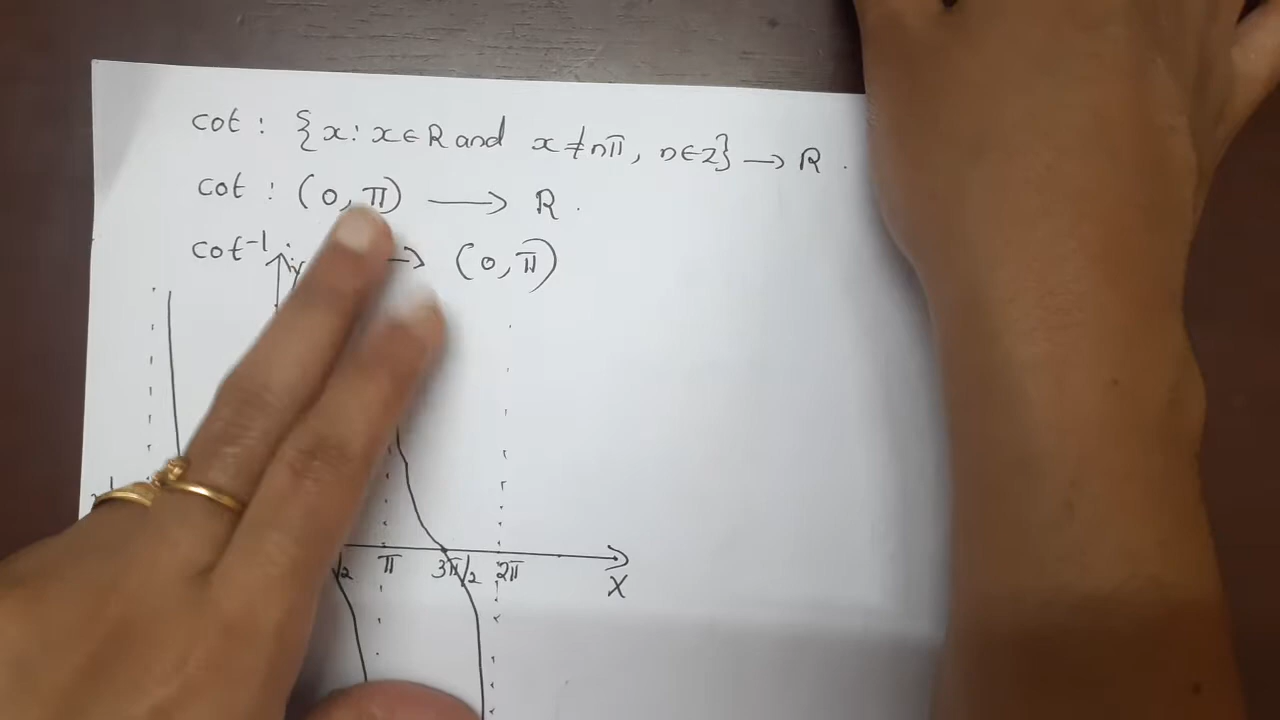 cot : {x : x ∈ R and x ≠ nπ, n ∈ z} → R .
cot : (0, π) → R .
cot⁻¹ → (0, π)
y
π 3π/2 2π
X